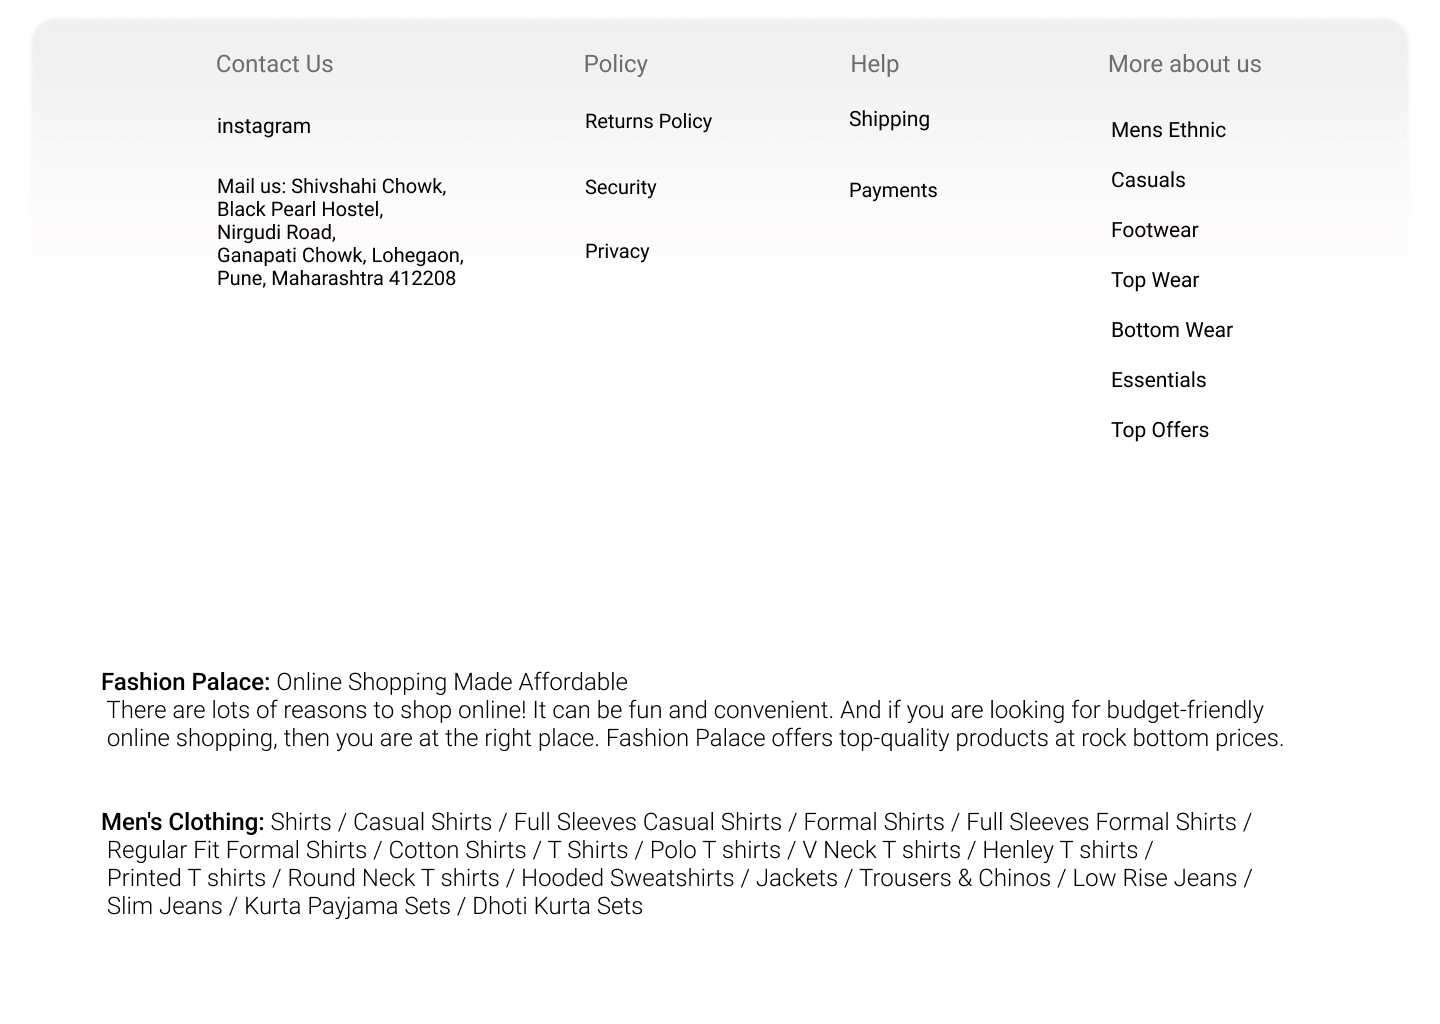 Contact Us
instagram
Mail us: Shivshahi Chowk,
Black Pearl Hostel,
Nirgudi Road,
Ganapati Chowk, Lohegaon,
Pune, Maharashtra 412208
Policy
Returns Policy
Security
Privacy
Help
Shipping
Payments
More about us
Mens Ethnic
Casuals
Footwear
Top Wear
Bottom Wear
Essentials
Top Offers
Fashion Palace: Online Shopping Made Affordable
There are lots of reasons to shop online! It can be fun and convenient. And if you are looking for budget-friendly
online shopping, then you are at the right place. Fashion Palace offers top-quality products at rock bottom prices.
Men's Clothing: Shirts / Casual Shirts / Full Sleeves Casual Shirts / Formal Shirts / Full Sleeves Formal Shirts /
Regular Fit Formal Shirts / Cotton Shirts / T Shirts / Polo T shirts / V Neck T shirts / Henley T shirts /
Printed T shirts / Round Neck T shirts / Hooded Sweatshirts / Jackets / Trousers & Chinos / Low Rise Jeans /
Slim Jeans / Kurta Payjama Sets / Dhoti Kurta Sets